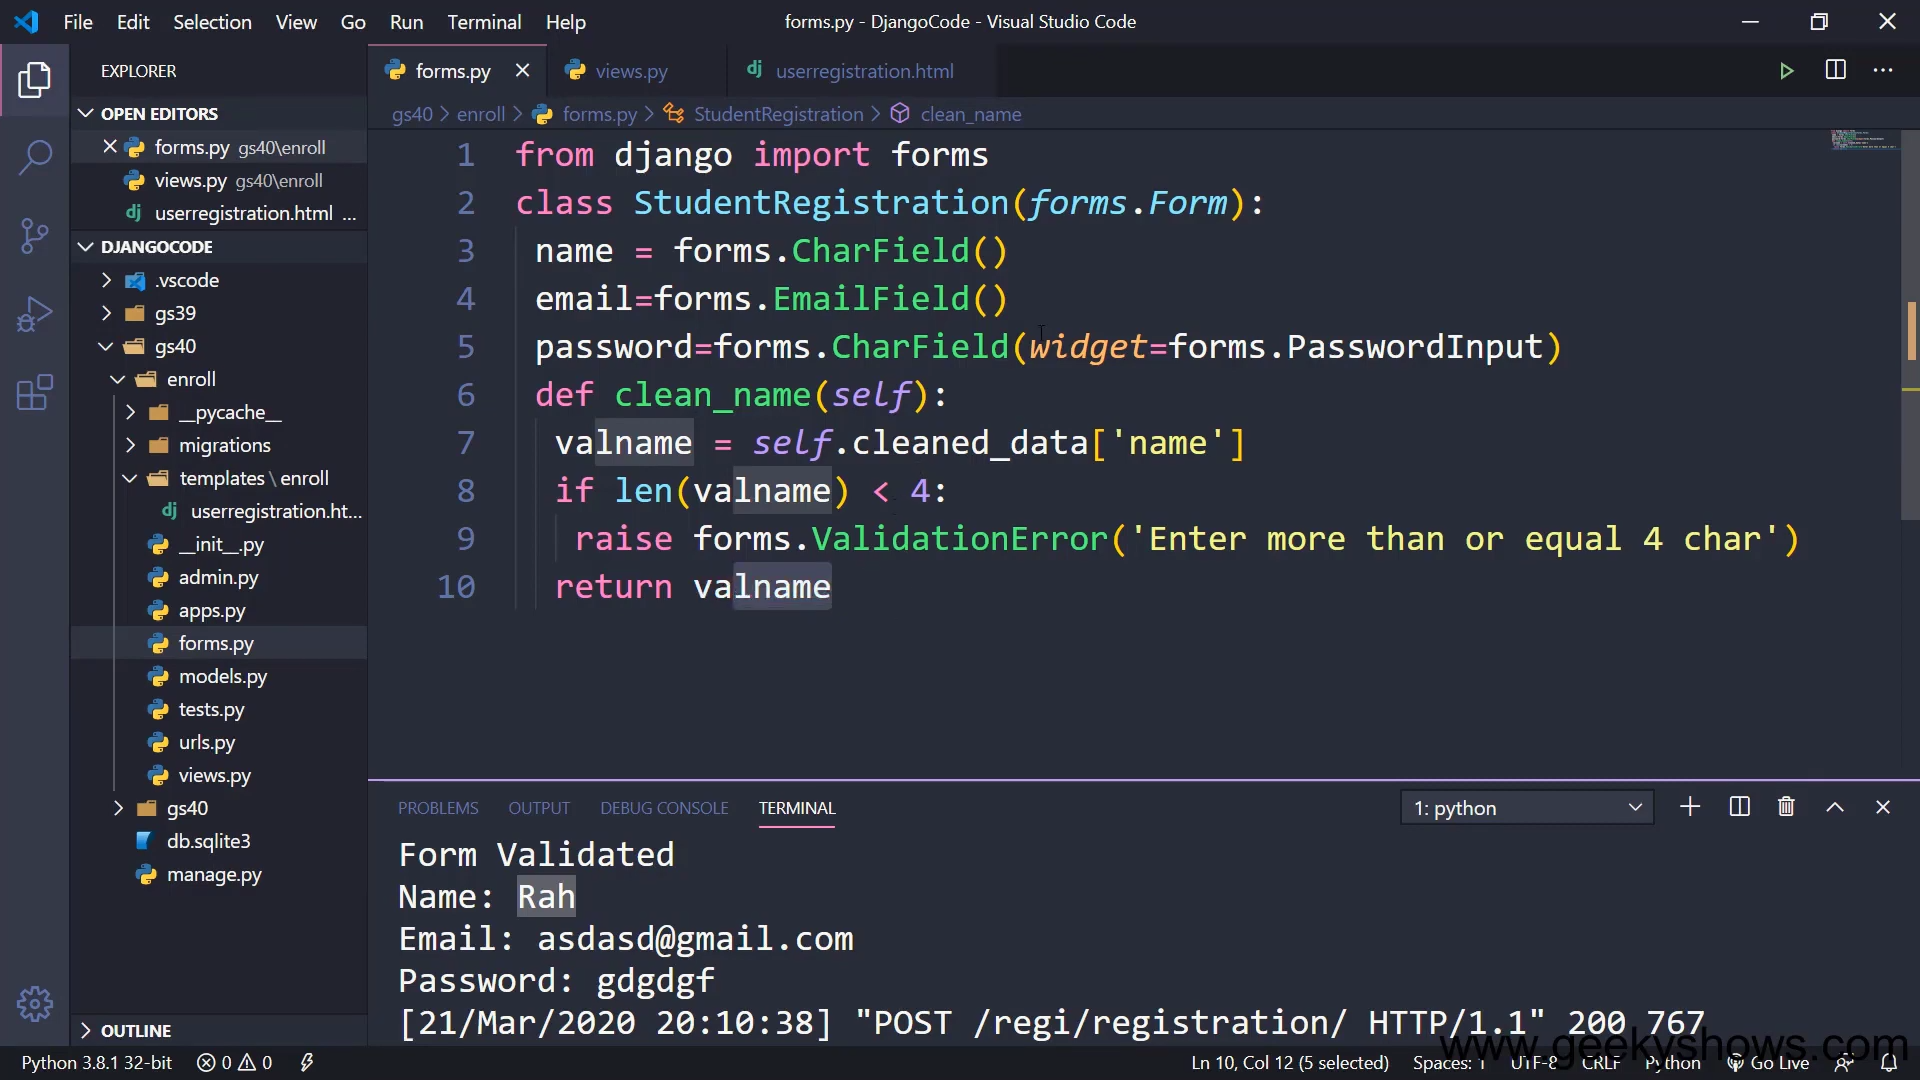 File Edit Selection View Go Run Terminal Help
forms.py - DjangoCode - Visual Studio Code
EXPLORER
OPEN EDITORS
forms.py gs40\enroll
views.py gs40\enroll
userregistration.html ...
DJANGOCODE
.vscode
gs39
gs40
enroll
__pycache__
migrations
templates\enroll
userregistration.ht...
__init__.py
admin.py
apps.py
forms.py
models.py
tests.py
urls.py
views.py
gs40
db.sqlite3
manage.py
OUTLINE
forms.py views.py userregistration.html
gs40 > enroll > forms.py > StudentRegistration > clean_name
1 from django import forms
2 class StudentRegistration(forms.Form):
3 name = forms.CharField()
4 email=forms.EmailField()
5 password=forms.CharField(widget=forms.PasswordInput)
6 def clean_name(self):
7 valname = self.cleaned_data['name']
8 if len(valname) < 4:
9 raise forms.ValidationError('Enter more than or equal 4 char')
10 return valname
PROBLEMS OUTPUT DEBUG CONSOLE TERMINAL
1: python
Form Validated
Name: Rah
Email: asdasd@gmail.com
Password: gdgdgf
[21/Mar/2020 20:10:38] "POST /regi/registration/ HTTP/1.1" 200 767
www.geekyshows.com
Python 3.8.1 32-bit 0 0 Ln 10, Col 12 (5 selected) Spaces: 1 UTF-8 CRLF Python Go Live